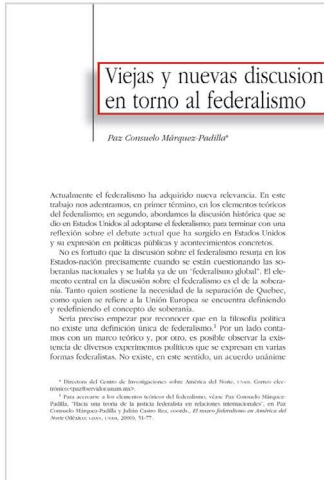 Viejas y nuevas discusion
en torno al federalismo
Paz Consuelo Márquez-Padilla*
Actualmente el federalismo ha adquirido nueva relevancia. En este
trabajo nos adentramos, en primer término, en los elementos teóricos
del federalismo; en segundo, abordamos la discusión histórica que se
dio en Estados Unidos al adoptarse el federalismo; para terminar con una
reflexión sobre el debate actual que ha surgido en Estados Unidos
y su expresión en políticas públicas y acontecimientos concretos.
No es fortuito que la discusión sobre el federalismo resurja en los
Estados-nación precisamente cuando se están cuestionando las so-
beranías nacionales y se habla ya de un "federalismo global". El ele-
mento central en la discusión sobre el federalismo es el de la sobera-
nía. Tanto quien sostiene la necesidad de la separación de Quebec,
como quien se refiere a la Unión Europea se encuentra definiendo
y redefiniendo el concepto de soberanía.
Sería preciso empezar por reconocer que en la filosofía política
no existe una definición única de federalismo.¹ Por un lado conta-
mos con un marco teórico y, por otro, es posible observar la exis-
tencia de diversos experimentos políticos que se expresan en varias
formas federalistas. No existe, en este sentido, un acuerdo unánime
* Directora del Centro de Investigaciones sobre América del Norte, UNAM. Correo elec-
trónico:<paz@servidor.unam.mx>.
¹ Para acercarse a los elementos teóricos del federalismo, véase Paz Consuelo Márquez-
Padilla, "Hacia una teoría de la justicia federalista en relaciones internacionales", en Paz
Consuelo Márquez-Padilla y Julián Castro Rea, coords., El nuevo federalismo en América del
Norte (México: CISAN, UNAM, 2000), 51-77.